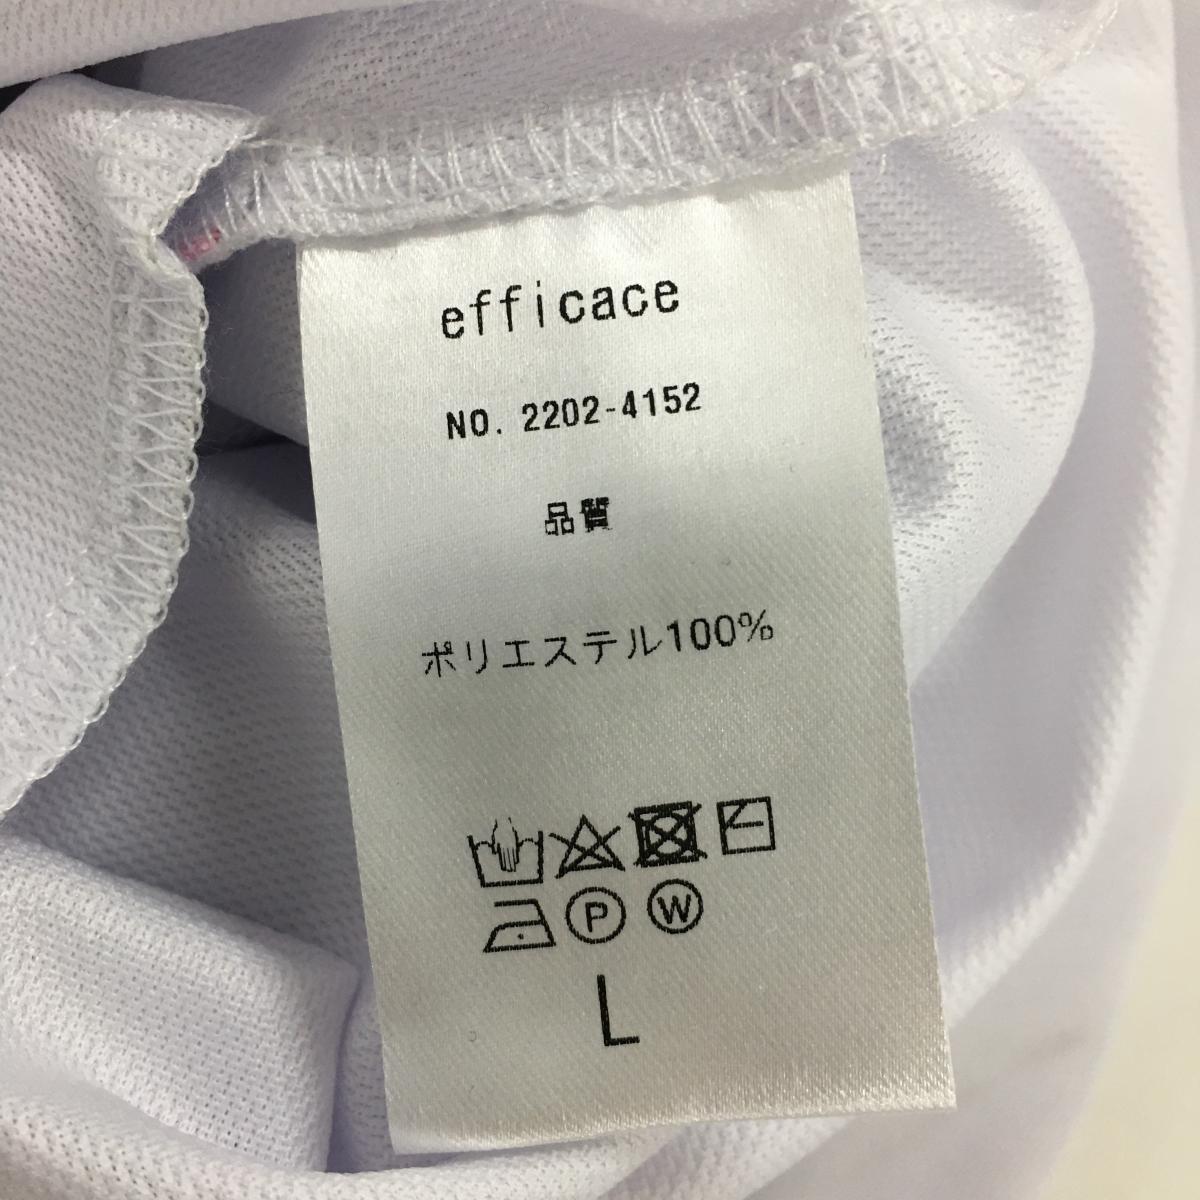 efficace
NO. 2202-4152
品質
ポリエステル100%
P W
L